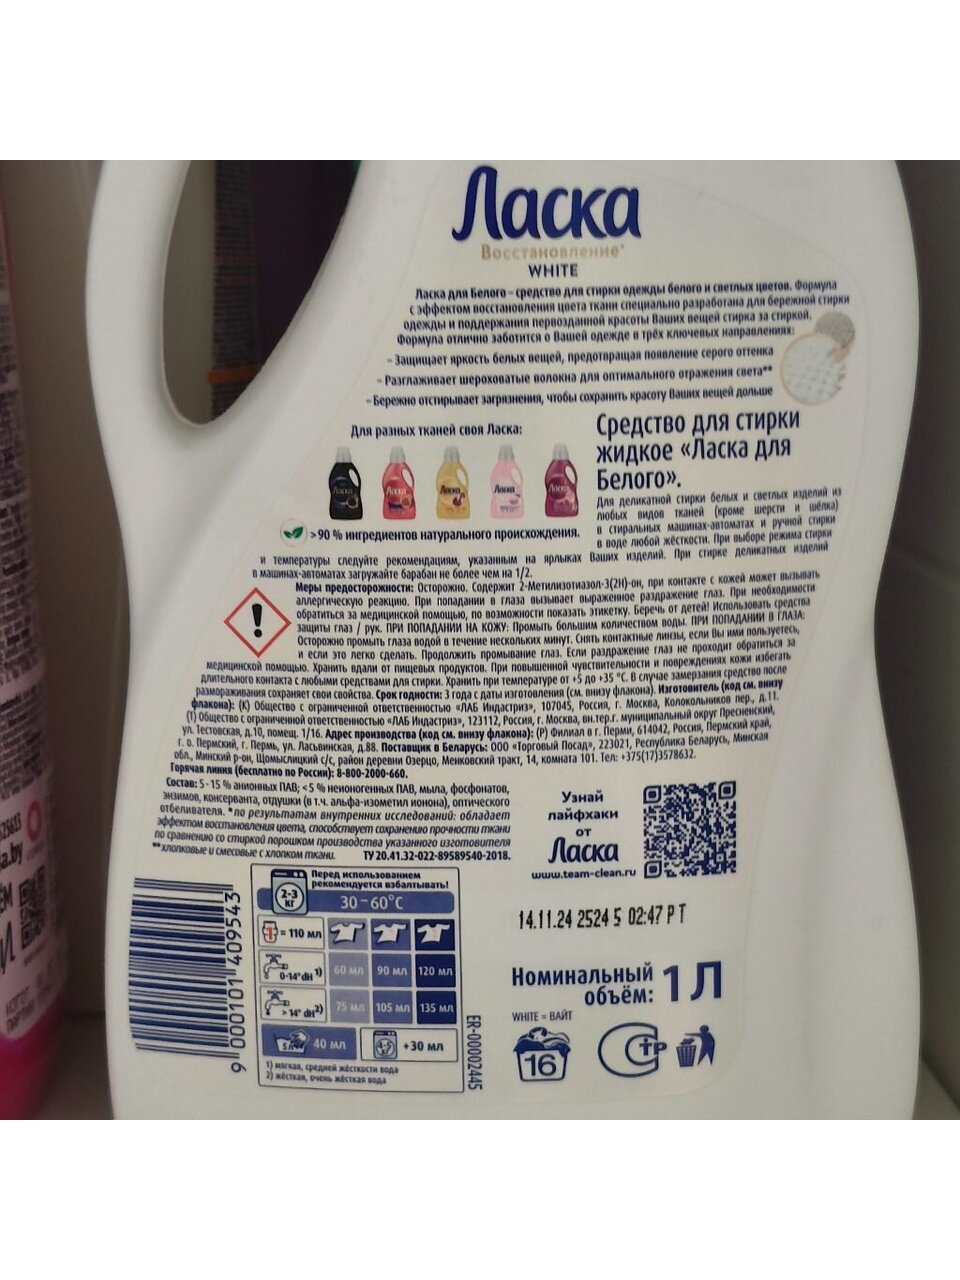 Ласка
Восстановление*
WHITE
Ласка для Белого – средство для стирки одежды белого и светлых цветов. Формула
с эффектом восстановления цвета ткани специально разработана для бережной стирки
одежды и поддержания первозданной красоты Ваших вещей стирка за стиркой.
Формула отлично заботится о Вашей одежде в трёх ключевых направлениях:
– Защищает яркость белых вещей, предотвращая появление серого оттенка
– Разглаживает шероховатые волокна для оптимального отражения света**
– Бережно отстирывает загрязнения, чтобы сохранить красоту Ваших вещей дольше
Для разных тканей своя Ласка:
>90 % ингредиентов натурального происхождения.
Средство для стирки
жидкое «Ласка для
Белого».
Для деликатной стирки белых и светлых изделий из
любых видов тканей (кроме шерсти и шёлка)
в стиральных машинах-автоматах и ручной стирки
в воде любой жёсткости. При выборе режима стирки
и температуры следуйте рекомендациям, указанным на ярлыках Ваших изделий. При стирке деликатных изделий
в машинах-автоматах загружайте барабан не более чем на 1/2.
Меры предосторожности: Осторожно. Содержит 2-Метилизотиазол-3(2H)-он, при контакте с кожей может вызывать
аллергическую реакцию. При попадании в глаза вызывает выраженное раздражение глаз. При необходимости
обратиться за медицинской помощью, по возможности показать этикетку. Беречь от детей! Использовать средства
защиты глаз / рук. ПРИ ПОПАДАНИИ НА КОЖУ: Промыть большим количеством воды. ПРИ ПОПАДАНИИ В ГЛАЗА:
Осторожно промыть глаза водой в течение нескольких минут. Снять контактные линзы, если Вы ими пользуетесь,
и если это легко сделать. Продолжить промывание глаз. Если раздражение глаз не проходит обратиться за
медицинской помощью. Хранить вдали от пищевых продуктов. При повышенной чувствительности и повреждениях кожи избегать
длительного контакта с любыми средствами для стирки. Хранить при температуре от +5 до +35 °C. В случае замерзания средство после
размораживания сохраняет свои свойства. Срок годности: 3 года с даты изготовления (см. внизу флакона). Изготовитель (код см. внизу
флакона): (К) Общество с ограниченной ответственностью «ЛАБ Индастриз», 107045, Россия, г. Москва, Колокольников пер., д.11.
(Т) Общество с ограниченной ответственностью «ЛАБ Индастриз», 123112, Россия, г. Москва, вн.тер.г. муниципальный округ Пресненский,
ул. Тестовская, д.10, помещ. 1/16. Адрес производства (код см. внизу флакона): (Р) Филиал в г. Перми, 614042, Россия, Пермский край,
г. о. Пермский, г. Пермь, ул. Ласьвинская, д.88. Поставщик в Беларусь: ООО «Торговый Посад», 223021, Республика Беларусь, Минская
обл., Минский р-он, Щомыслицкий с/с, район деревни Озерцо, Менковский тракт, 14, комната 101. Тел: +375(17)3578632.
Горячая линия (бесплатно по России): 8-800-2000-660.
Состав: 5-15 % анионных ПАВ; <5 % неионогенных ПАВ, мыла, фосфонатов,
энзимов, консерванта, отдушки (в т.ч. альфа-изометил ионона), оптического
отбеливателя. *по результатам внутренних исследований: обладает
эффектом восстановления цвета, способствует сохранению прочности ткани
по сравнению со стиркой порошком производства указанного изготовителя
**хлопковые и смесовые с хлопком ткани. ТУ 20.41.32-022-89589540-2018.
Узнай
лайфхаки
от
Ласка
www.team-clean.ru
Перед использованием
рекомендуется взбалтывать!
2-3
КГ
30–60°C
= 110 мл
0-14° dH 1)
60 мл 90 мл 120 мл
> 14° dH 2)
75 мл 105 мл 135 мл
5л
40 мл
4-5
+30 мл
1) мягкая, средней жёсткости вода
2) жёсткая, очень жёсткая вода
ER-00002445
9 000101 409543
14.11.24 2524 5 02:47 Р Т
Номинальный
объём:
1 Л
WHITE = ВАЙТ
16